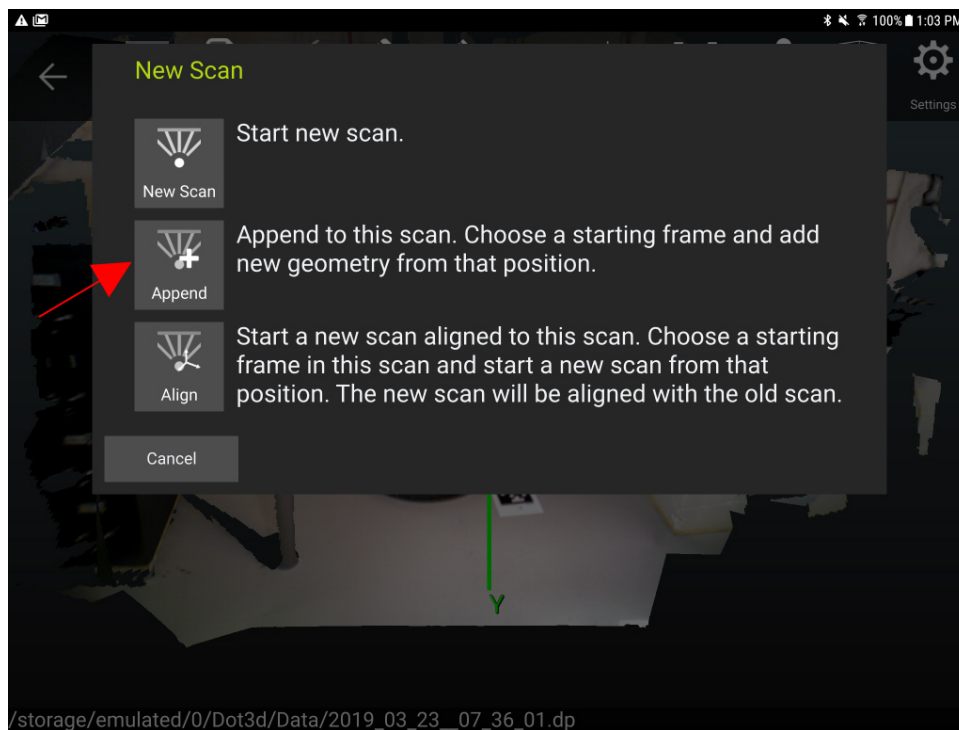 100% 1:03 PM
Settings
New Scan
Start new scan.
New Scan
Append to this scan. Choose a starting frame and add
new geometry from that position.
Append
Start a new scan aligned to this scan. Choose a starting
frame in this scan and start a new scan from that
position. The new scan will be aligned with the old scan.
Align
Cancel
Y
/storage/emulated/0/Dot3d/Data/2019_03_23__07_36_01.dp